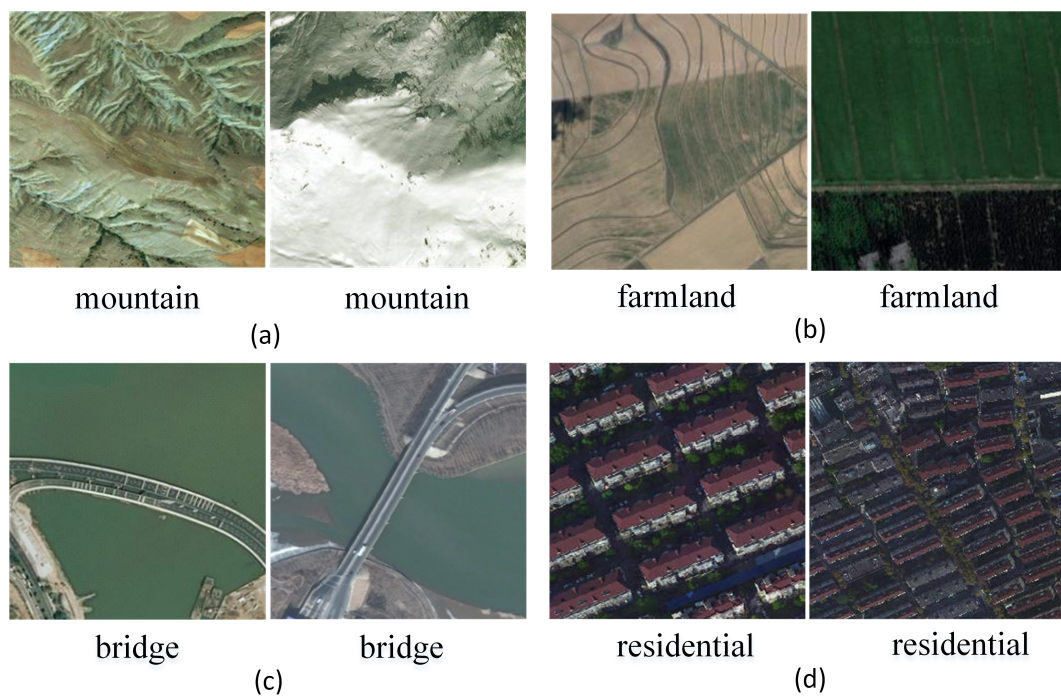 mountain mountain
(a)
farmland farmland
(b)
bridge bridge
(c)
residential residential
(d)